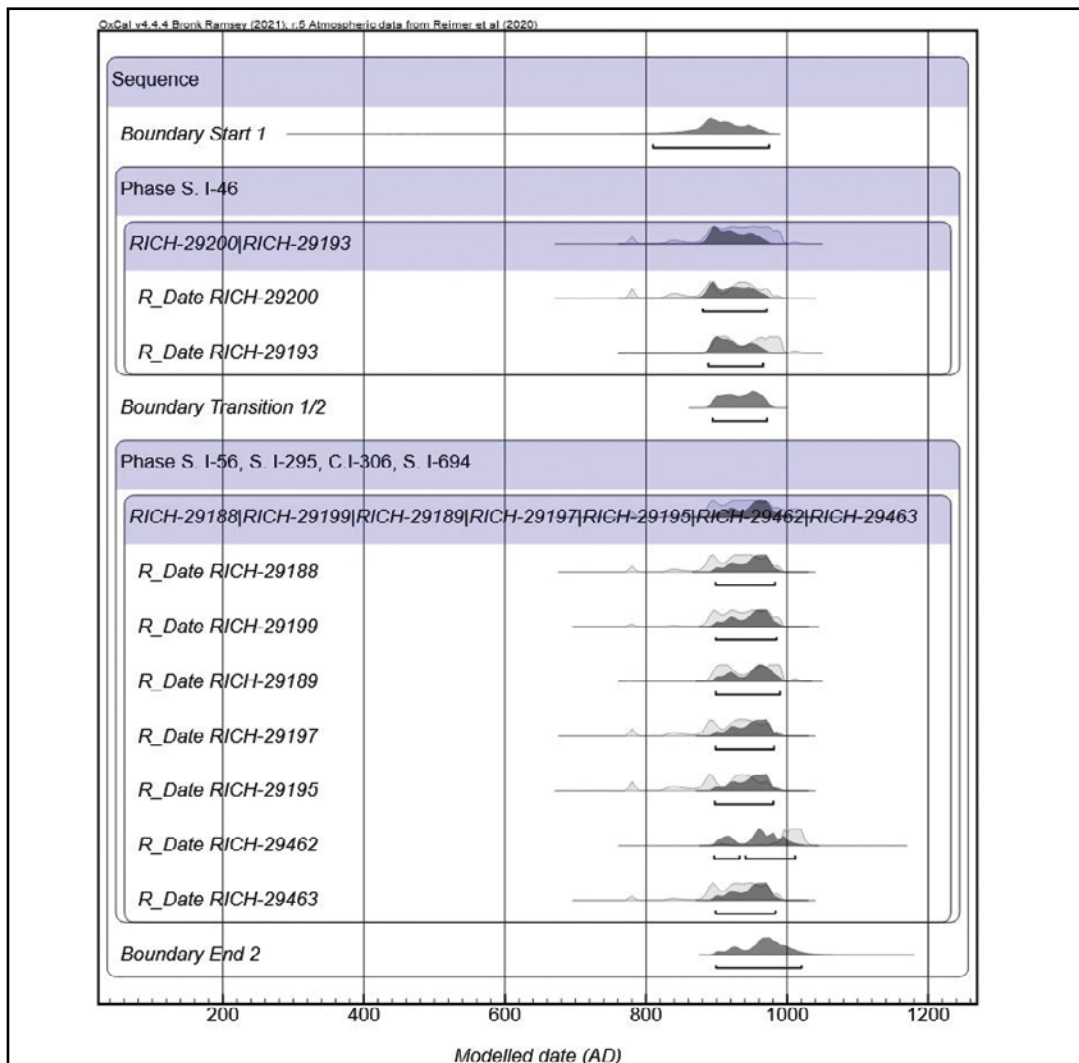 OxCal v4.4.4 Bronk Ramsey (2021); r:5 Atmospheric data from Reimer et al (2020)
Sequence
Boundary Start 1
Phase S. I-46
RICH-29200|RICH-29193
R_Date RICH-29200
R_Date RICH-29193
Boundary Transition 1/2
Phase S. I-56, S. I-295, C.I-306, S. I-694
RICH-29188|RICH-29199|RICH-29189|RICH-29197|RICH-29195|RICH-29462|RICH-29463
R_Date RICH-29188
R_Date RICH-29199
R_Date RICH-29189
R_Date RICH-29197
R_Date RICH-29195
R_Date RICH-29462
R_Date RICH-29463
Boundary End 2
200 400 600 800 1000 1200
Modelled date (AD)